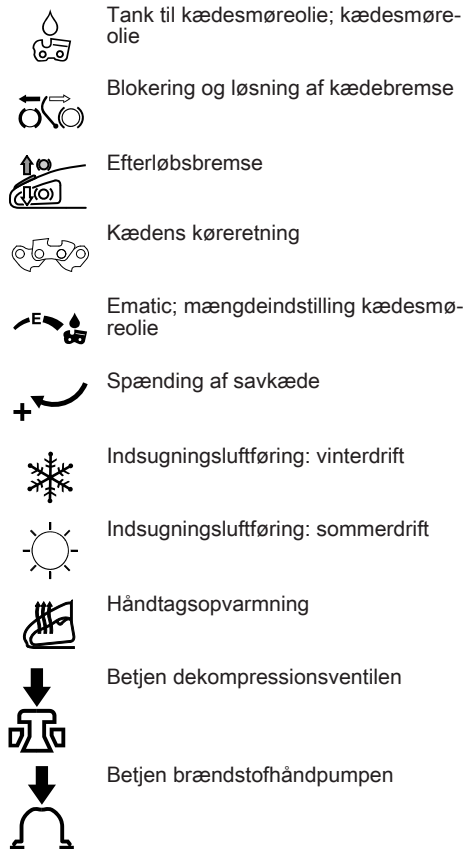 Tank til kædesmøreolie; kædesmøre-
olie
Blokering og løsning af kædebremse
Efterløbsbremse
Kædens køreretning
Ematic; mængdeindstilling kædesmø-
reolie
E
Spænding af savkæde
+
Indsugningsluftføring: vinterdrift
Indsugningsluftføring: sommerdrift
Håndtagsopvarmning
Betjen dekompressionsventilen
Betjen brændstofhåndpumpen